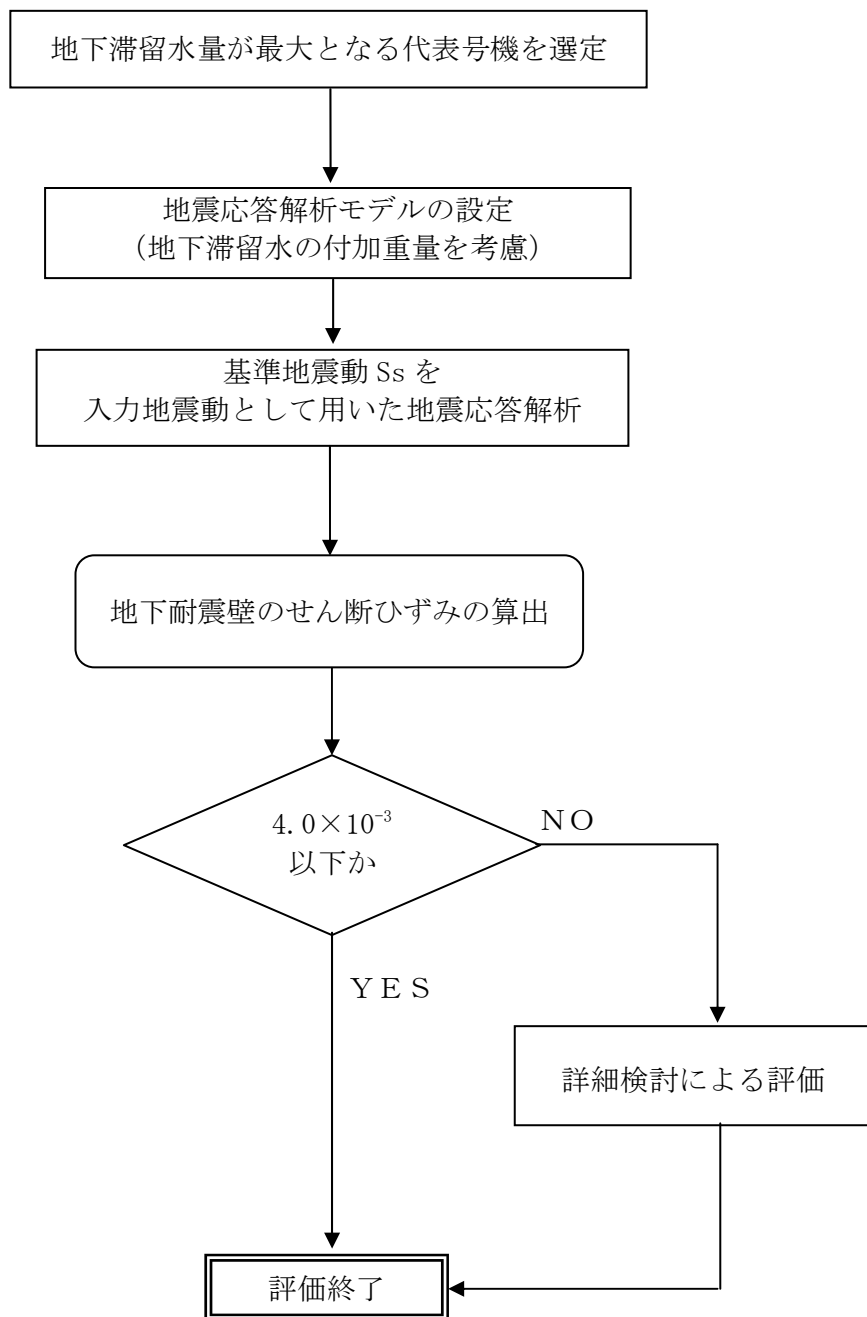 地下滞留水量が最大となる代表号機を選定
地震応答解析モデルの設定
（地下滞留水の付加重量を考慮）
基準地震動 Ss を
入力地震動として用いた地震応答解析
地下耐震壁のせん断ひずみの算出
4.0×10⁻³
以下か
ＮＯ
ＹＥＳ
詳細検討による評価
評価終了